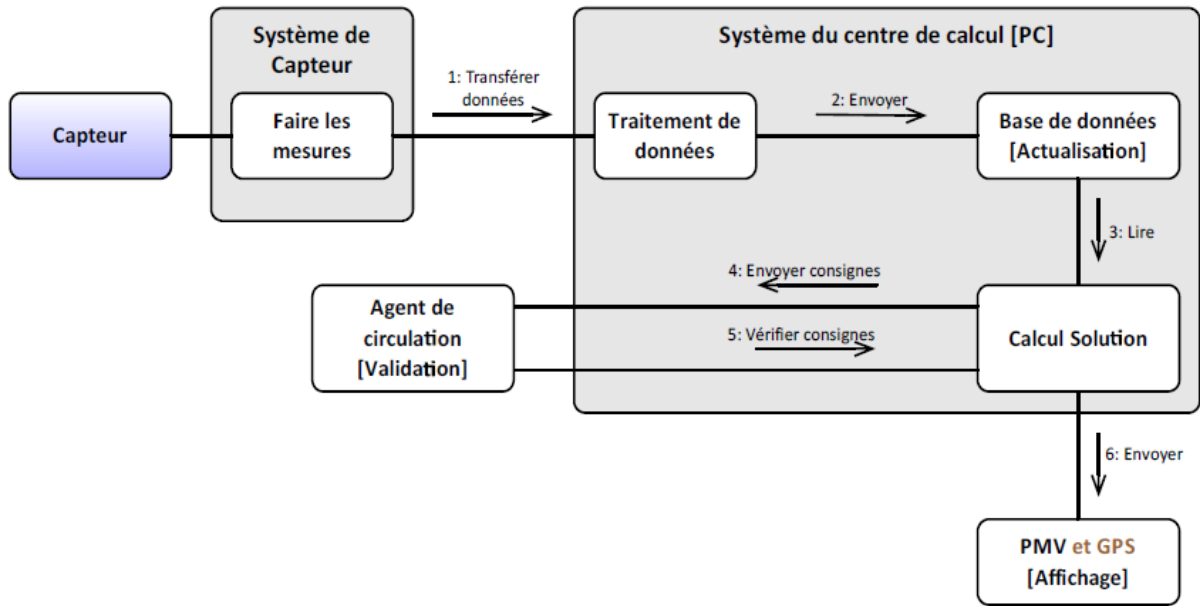 Système de
Capteur
Système du centre de calcul [PC]
1: Transférer
données
2: Envoyer
Capteur
Faire les
mesures
Traitement de
données
Base de données
[Actualisation]
3: Lire
4: Envoyer consignes
Agent de
circulation
[Validation]
5: Vérifier consignes
Calcul Solution
6: Envoyer
PMV et GPS
[Affichage]